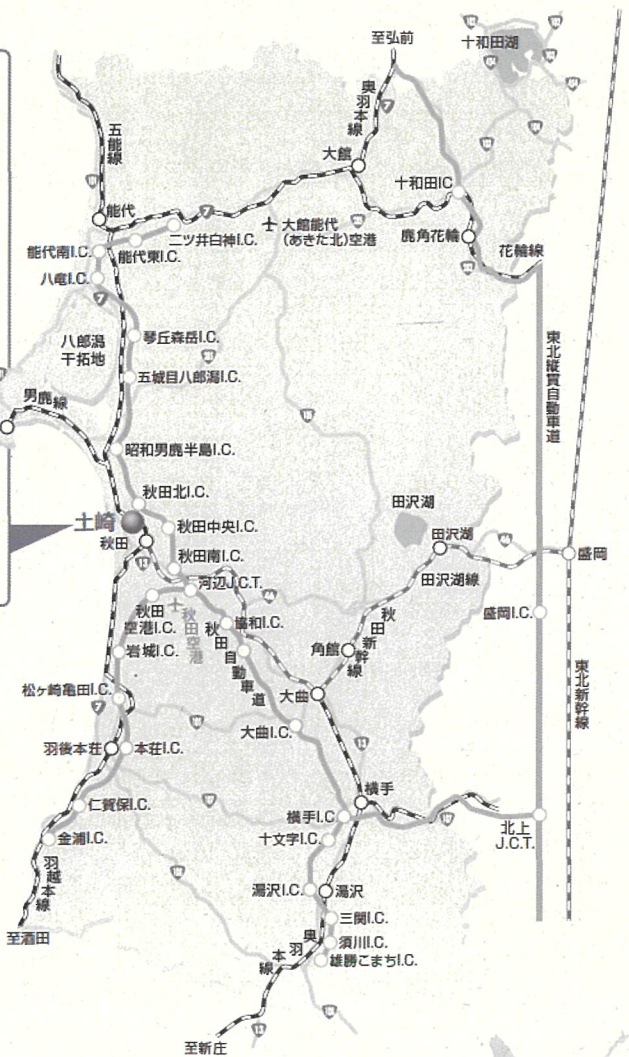 至弘前
十和田湖
奥羽本線
7
五能線
大館
十和田IC
能代
7
二ツ井白神I.C.
大館能代
(あきた北)空港
鹿角花輪
花輪線
能代南I.C.
能代東I.C.
八竜I.C.
7
八郎潟
干拓地
琴丘森岳I.C.
東北縦貫自動車道
五城目八郎潟I.C.
男鹿線
昭和男鹿半島I.C.
秋田北I.C.
土崎
秋田中央I.C.
田沢湖
秋田
田沢湖
盛岡
13
秋田南I.C.
河辺J.C.T.
田沢湖線
46
秋田
空港I.C.
秋田空港
協和I.C.
秋田自動車道
秋田新幹線
盛岡I.C.
岩城I.C.
角館
松ヶ崎亀田I.C.
大曲
東北新幹線
7
大曲I.C.
13
羽後本荘
本荘I.C.
横手
仁賀保I.C.
横手I.C.
北上
J.C.T.
金浦I.C.
十文字I.C.
羽越本線
湯沢I.C.
湯沢
三関I.C.
至酒田
須川I.C.
奥羽本線
雄勝こまちI.C.
13
至新庄